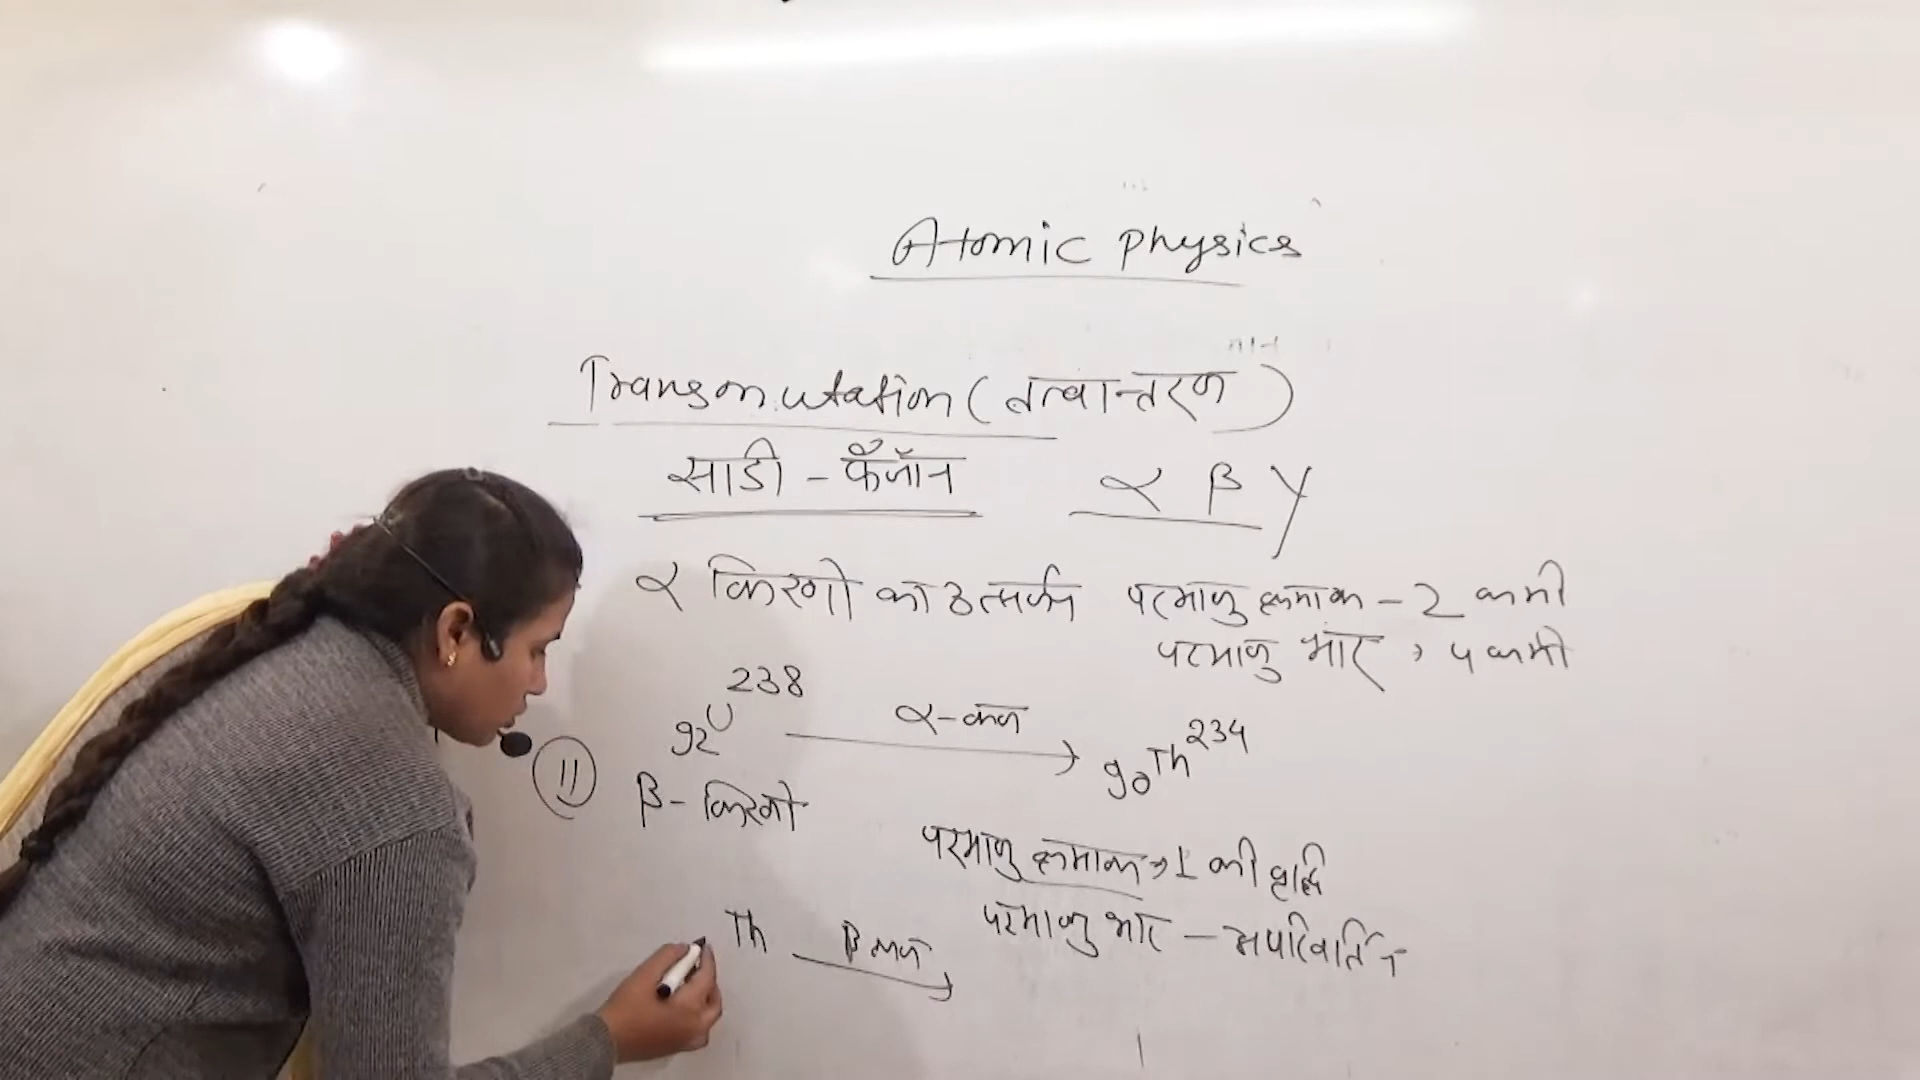 Atomic physics
Transmutation (तत्वान्तरण)
साडी - फॅजॉन α β γ
α किरणो का उत्सर्जन परमाणु क्रमांक - 2 कमी
परमाणु भार, 4 कमी
92U238 → α-कण 90Th234
(11) β- किरणो
परमाणु क्रमांक → 1 की वृद्धि
परमाणु भार - अपरिवर्तित
Th β कण →